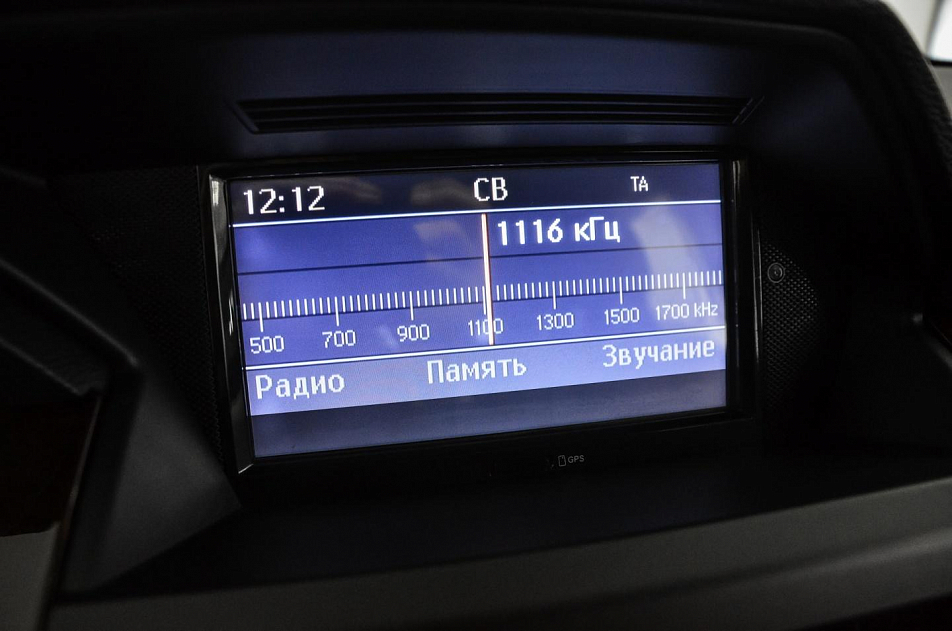 12:12 СВ TA
1116 кГц
500 700 900 1100 1300 1500 1700 kHz
Радио Память Звучание
GPS